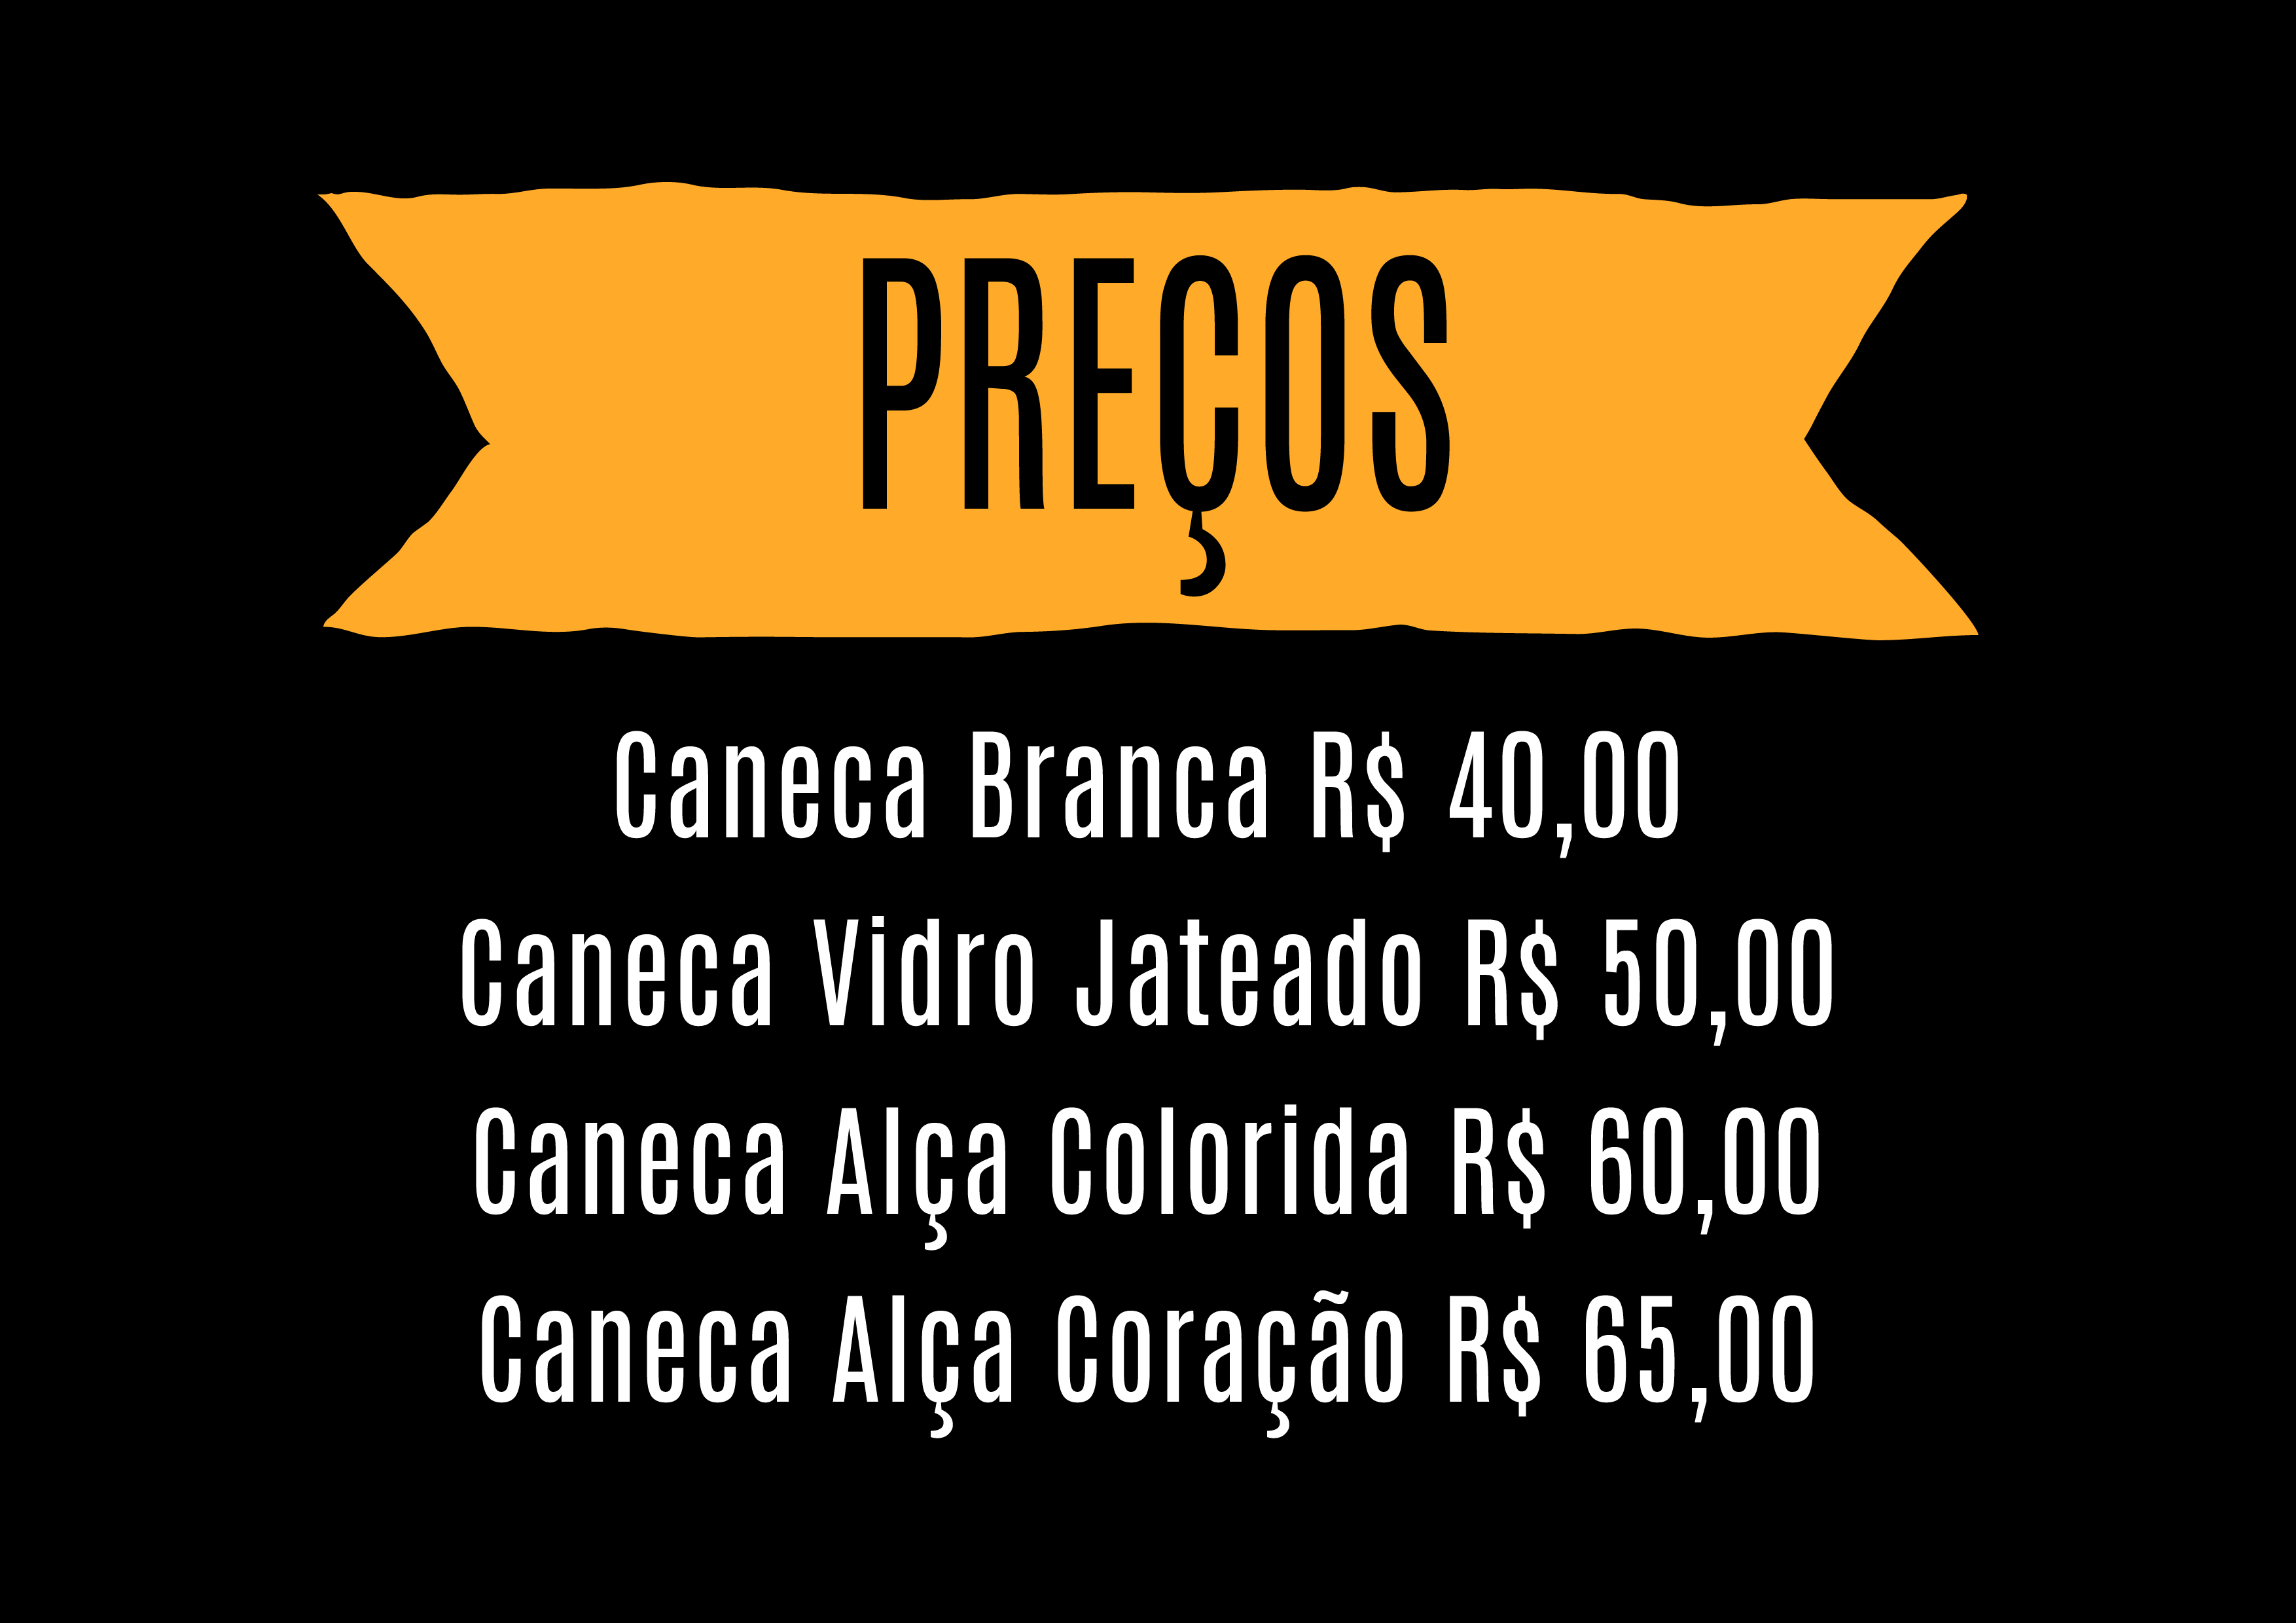 PREÇOS
Caneca Branca R$ 40,00
Caneca Vidro Jateado R$ 50,00
Caneca Alça Colorida R$ 60,00
Caneca Alça Coração R$ 65,00